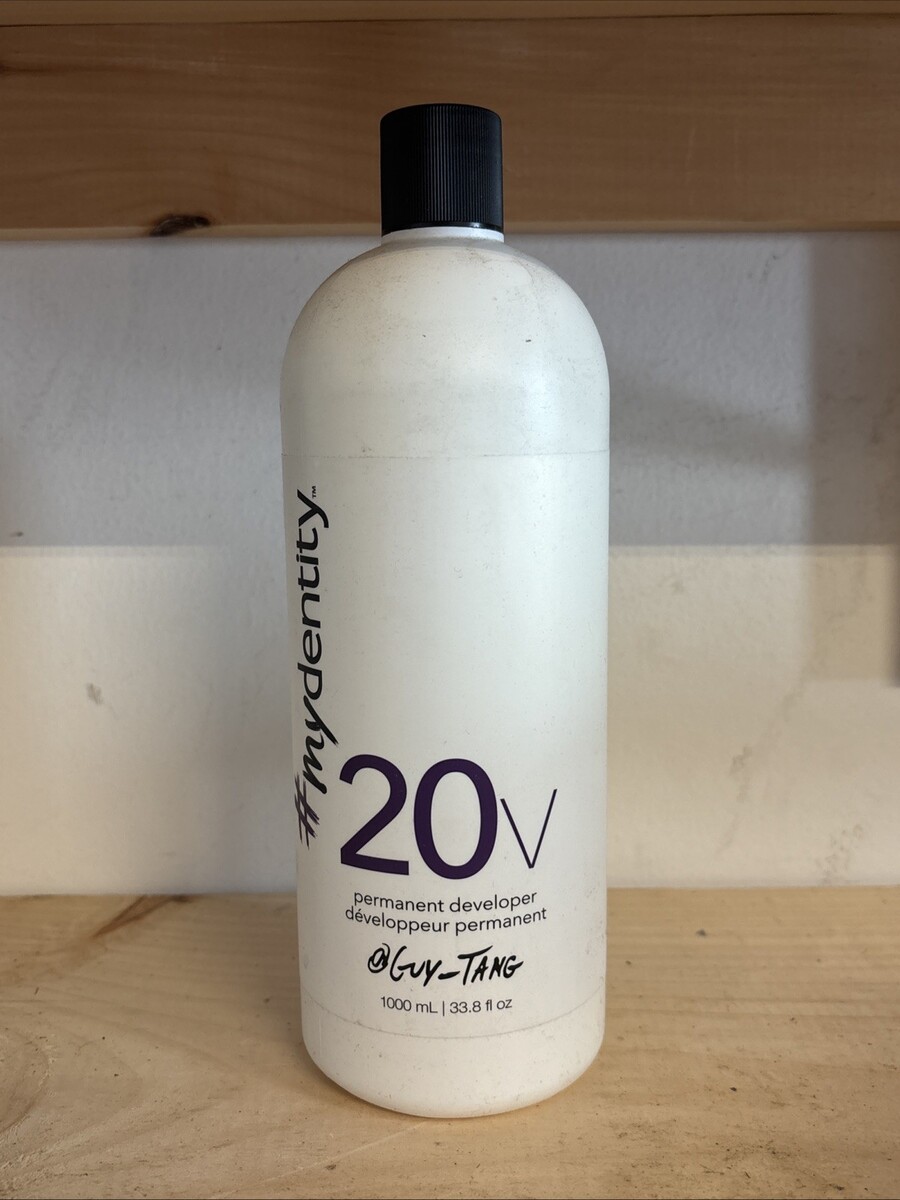 #mydentity™
20V
permanent developer
développeur permanent
@GUY_TANG
1000 mL | 33.8 fl oz